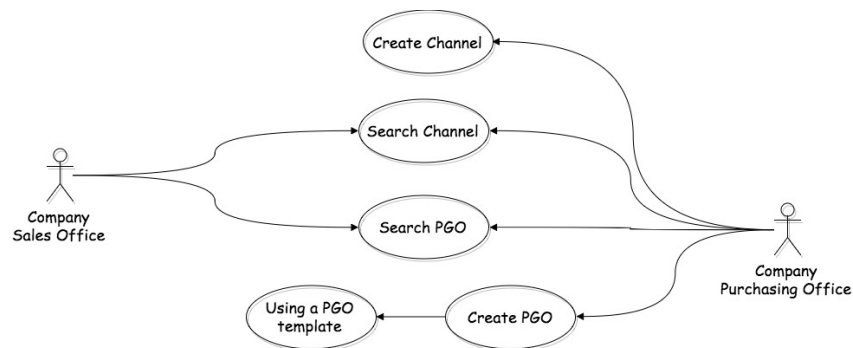 Create Channel
Search Channel
Company
Sales Office
Search PGO
Company
Purchasing Office
Using a PGO
template
Create PGO